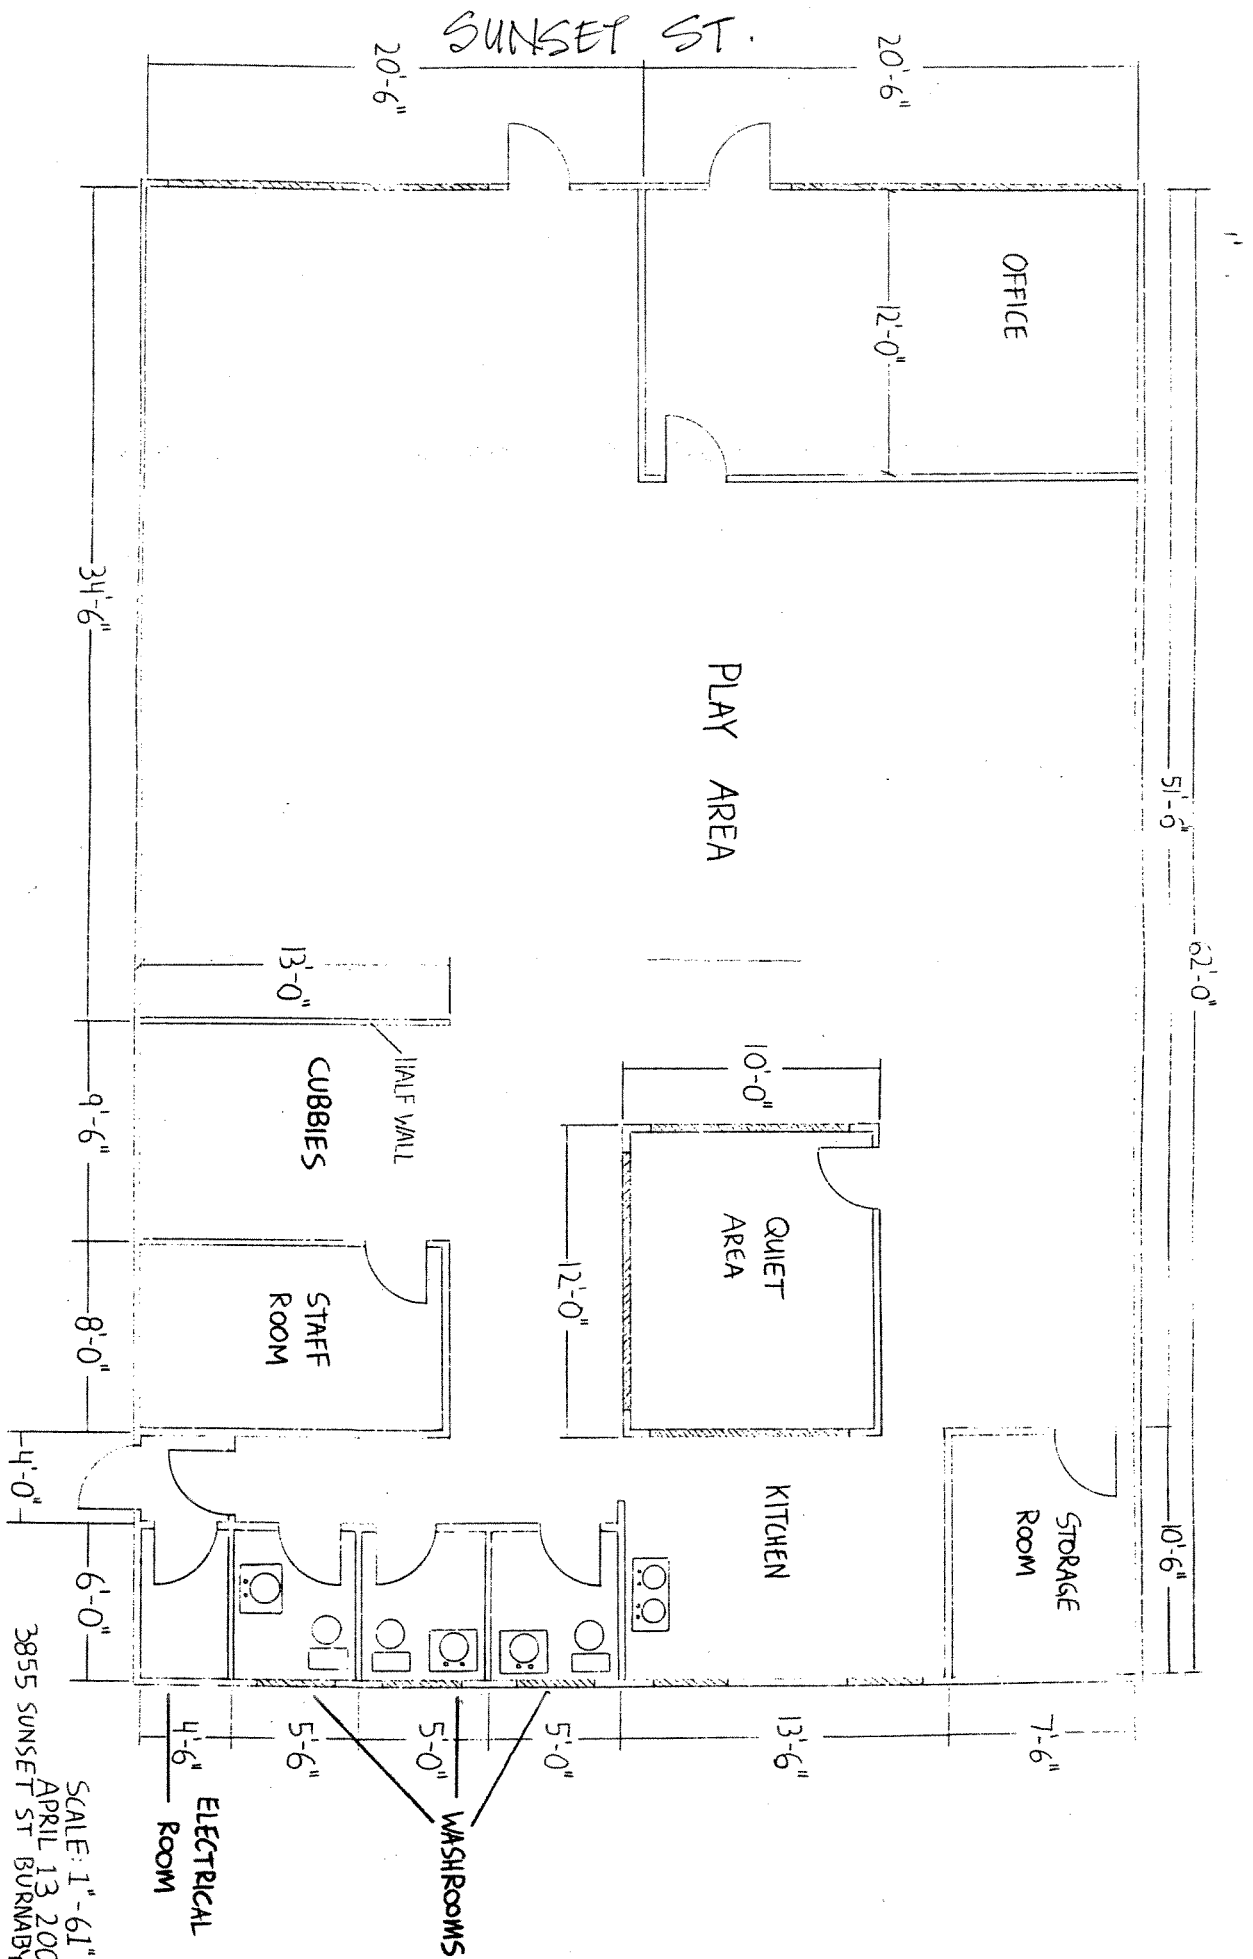 SUNSET ST.
20'-6"
20'-6"
1'
OFFICE
12'-0"
62'-0"
51'-6"
34'-6"
PLAY AREA
13'-0"
HALF WALL
CUBBIES
9'-6"
10'-0"
12'-0"
QUIET
AREA
STAFF
ROOM
8'-0"
4'-0"
6'-0"
KITCHEN
STORAGE
ROOM
10'-6"
7'-6"
13'-6"
5'-0"
5'-0"
5'-6"
4'-6"
WASHROOMS
ELECTRICAL
ROOM
SCALE: 1"-61"
APRIL 13
3855 SUNSET ST BURNABY